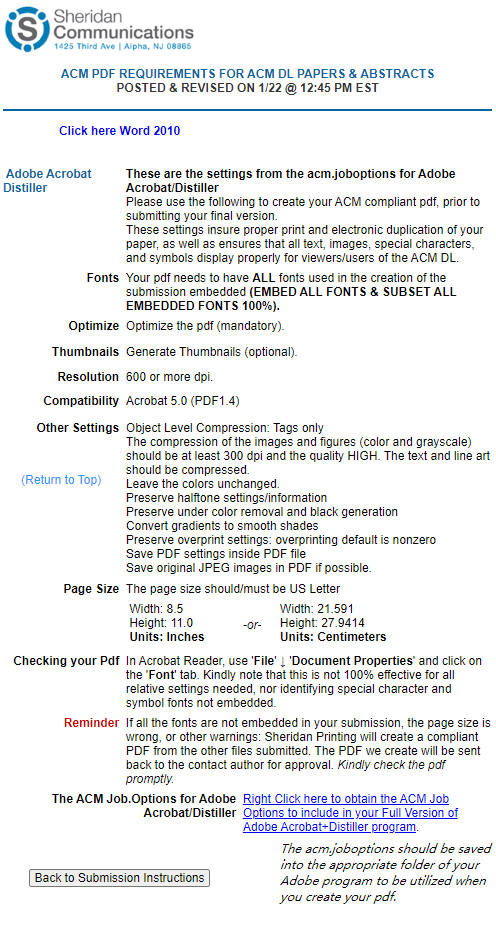 Sheridan
Communications
1425 Third Ave | Alpha, NJ 08865
ACM PDF REQUIREMENTS FOR ACM DL PAPERS & ABSTRACTS
POSTED & REVISED ON 1/22 @ 12:45 PM EST
Click here Word 2010
Adobe Acrobat
Distiller
These are the settings from the acm.joboptions for Adobe
Acrobat/Distiller
Please use the following to create your ACM compliant pdf, prior to
submitting your final version.
These settings insure proper print and electronic duplication of your
paper, as well as ensures that all text, images, special characters,
and symbols display properly for viewers/users of the ACM DL.
Fonts Your pdf needs to have ALL fonts used in the creation of the
submission embedded (EMBED ALL FONTS & SUBSET ALL
EMBEDDED FONTS 100%).
Optimize Optimize the pdf (mandatory).
Thumbnails Generate Thumbnails (optional).
Resolution 600 or more dpi.
Compatibility Acrobat 5.0 (PDF1.4)
Other Settings Object Level Compression: Tags only
The compression of the images and figures (color and grayscale)
should be at least 300 dpi and the quality HIGH. The text and line art
should be compressed.
(Return to Top) Leave the colors unchanged.
Preserve halftone settings/information
Preserve under color removal and black generation
Convert gradients to smooth shades
Preserve overprint settings: overprinting default is nonzero
Save PDF settings inside PDF file
Save original JPEG images in PDF if possible.
Page Size The page size should/must be US Letter
Width: 8.5 Width: 21.591
Height: 11.0 -or- Height: 27.9414
Units: Inches Units: Centimeters
Checking your Pdf In Acrobat Reader, use 'File' ↓ 'Document Properties' and click on
the 'Font' tab. Kindly note that this is not 100% effective for all
relative settings needed, nor identifying special character and
symbol fonts not embedded.
Reminder If all the fonts are not embedded in your submission, the page size is
wrong, or other warnings: Sheridan Printing will create a compliant
PDF from the other files submitted. The PDF we create will be sent
back to the contact author for approval. Kindly check the pdf
promptly.
The ACM Job.Options for Adobe Right Click here to obtain the ACM Job
Acrobat/Distiller Options to include in your Full Version of
Adobe Acrobat+Distiller program.
The acm.joboptions should be saved
into the appropriate folder of your
Back to Submission Instructions Adobe program to be utilized when
you create your pdf.